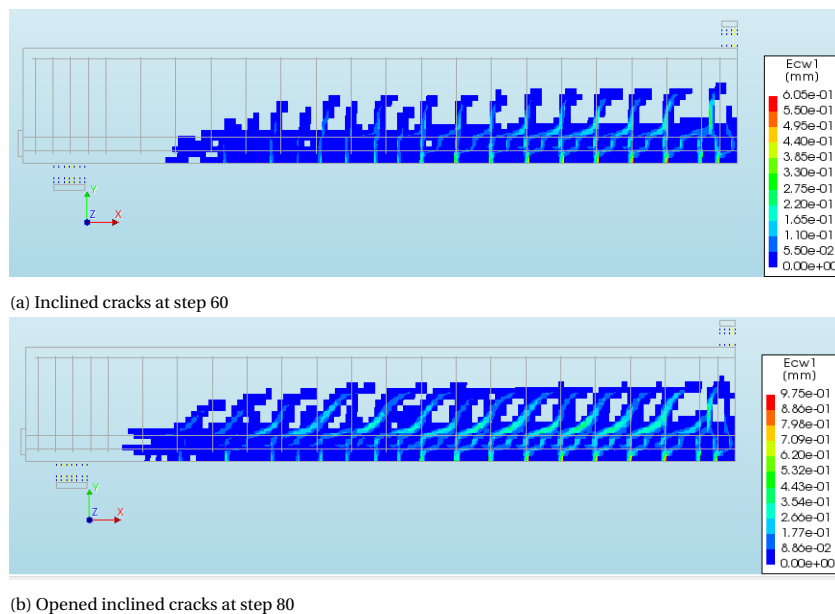 Ecw1
(mm)
6.05e-01
5.50e-01
4.95e-01
4.40e-01
3.85e-01
3.30e-01
2.75e-01
2.20e-01
1.65e-01
1.10e-01
5.50e-02
0.00e+00
Y
Z
X
(a) Inclined cracks at step 60
Ecw1
(mm)
9.75e-01
8.86e-01
7.98e-01
7.09e-01
6.20e-01
5.32e-01
4.43e-01
3.54e-01
2.66e-01
1.77e-01
8.86e-02
0.00e+00
Y
Z
X
(b) Opened inclined cracks at step 80